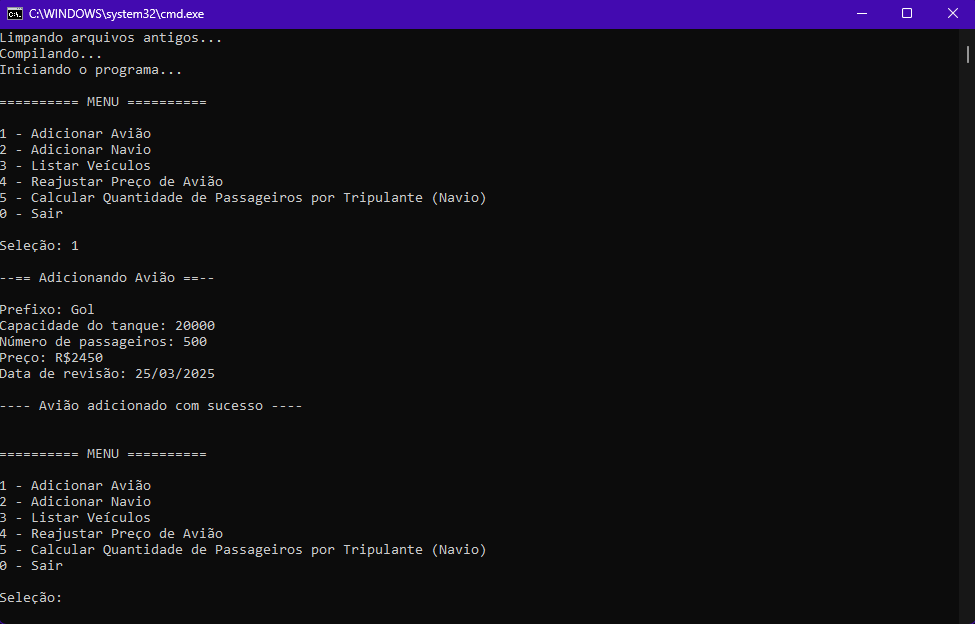 C:\WINDOWS\system32\cmd.exe
Limpando arquivos antigos...
Compilando...
Iniciando o programa...
========== MENU ==========
1 - Adicionar Avião
2 - Adicionar Navio
3 - Listar Veículos
4 - Reajustar Preço de Avião
5 - Calcular Quantidade de Passageiros por Tripulante (Navio)
0 - Sair
Seleção: 1
--== Adicionando Avião ==--
Prefixo: Gol
Capacidade do tanque: 20000
Número de passageiros: 500
Preço: R$2450
Data de revisão: 25/03/2025
---- Avião adicionado com sucesso ----
========== MENU ==========
1 - Adicionar Avião
2 - Adicionar Navio
3 - Listar Veículos
4 - Reajustar Preço de Avião
5 - Calcular Quantidade de Passageiros por Tripulante (Navio)
0 - Sair
Seleção: